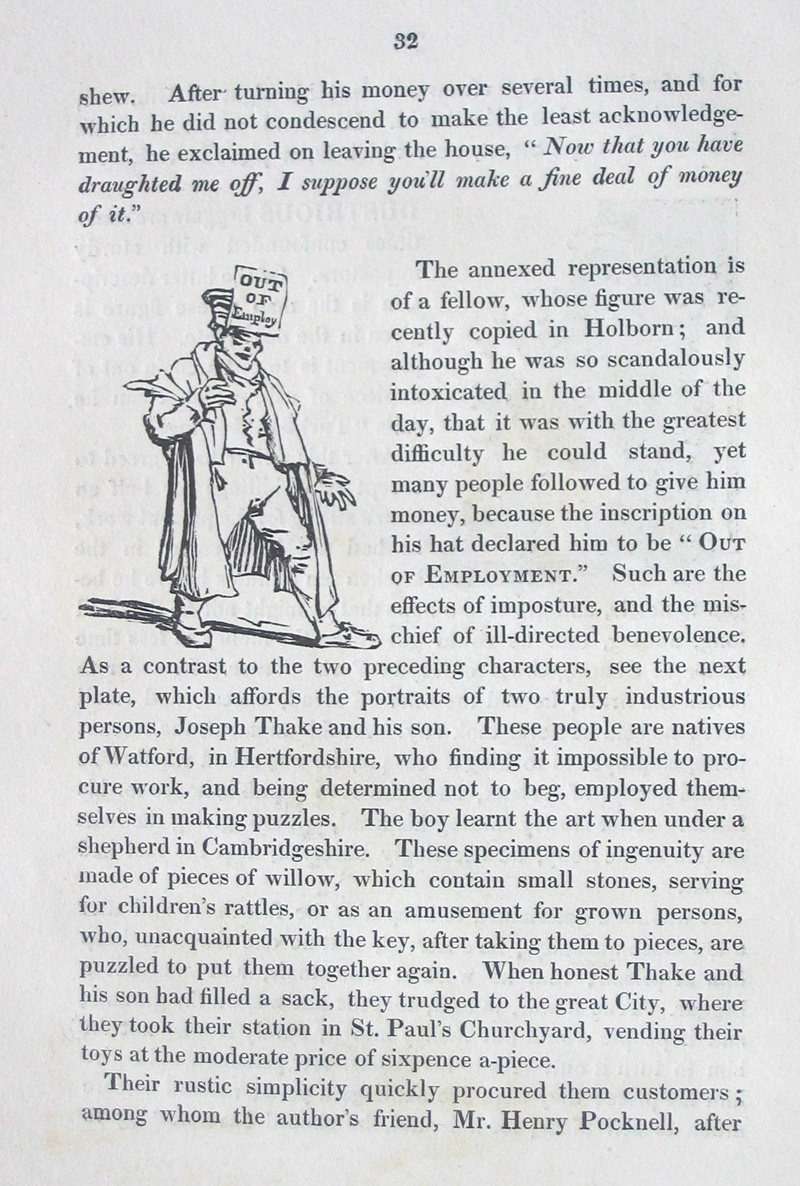 32
shew. After turning his money over several times, and for
which he did not condescend to make the least acknowledge-
ment, he exclaimed on leaving the house, “ Now that you have
draughted me off, I suppose you'll make a fine deal of money
of it.”
OUT
OF
Employ
The annexed representation is
of a fellow, whose figure was re-
cently copied in Holborn; and
although he was so scandalously
intoxicated in the middle of the
day, that it was with the greatest
difficulty he could stand, yet
many people followed to give him
money, because the inscription on
his hat declared him to be “ OUT
OF EMPLOYMENT.” Such are the
effects of imposture, and the mis-
chief of ill-directed benevolence.
As a contrast to the two preceding characters, see the next
plate, which affords the portraits of two truly industrious
persons, Joseph Thake and his son. These people are natives
of Watford, in Hertfordshire, who finding it impossible to pro-
cure work, and being determined not to beg, employed them-
selves in making puzzles. The boy learnt the art when under a
shepherd in Cambridgeshire. These specimens of ingenuity are
made of pieces of willow, which contain small stones, serving
for children's rattles, or as an amusement for grown persons,
who, unacquainted with the key, after taking them to pieces, are
puzzled to put them together again. When honest Thake and
his son had filled a sack, they trudged to the great City, where
they took their station in St. Paul's Churchyard, vending their
toys at the moderate price of sixpence a-piece.
Their rustic simplicity quickly procured them customers;
among whom the author's friend, Mr. Henry Pocknell, after